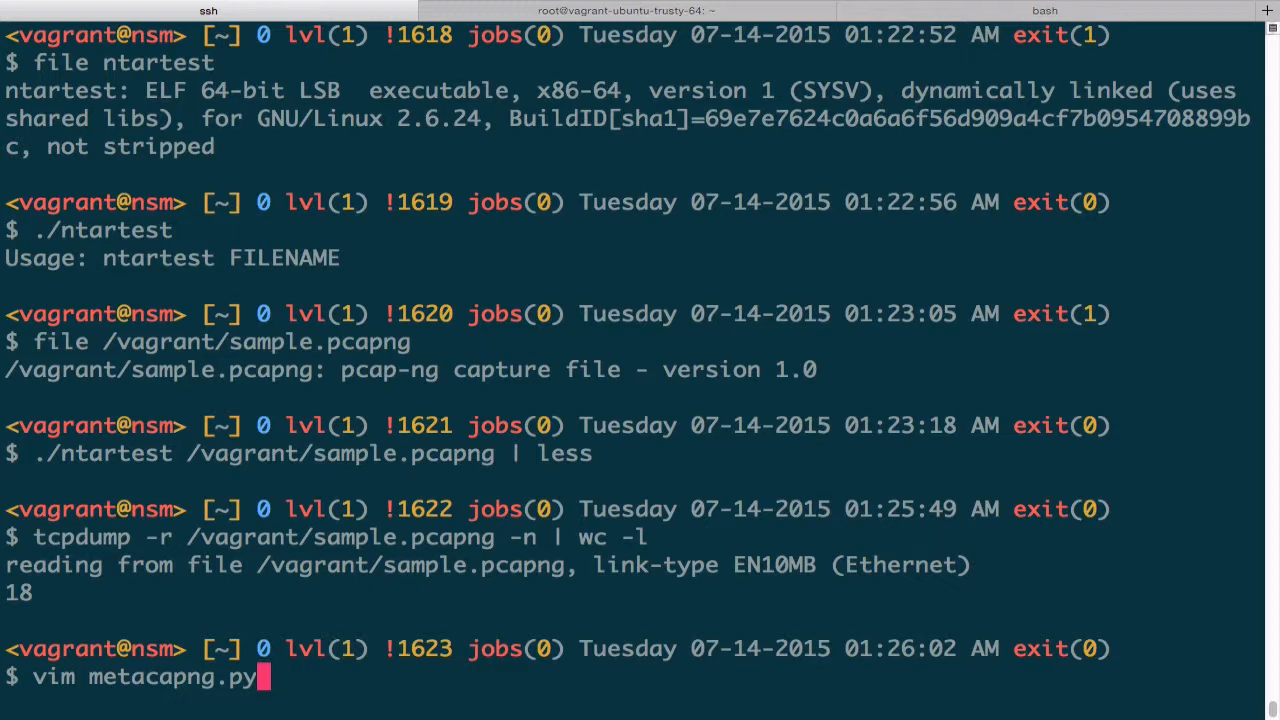 ssh
root@vagrant-ubuntu-trusty-64: ~
bash
+
<vagrant@nsm> [~] 0 lvl(1) !1618 jobs(0) Tuesday 07-14-2015 01:22:52 AM exit(1)
$ file ntartest
ntartest: ELF 64-bit LSB  executable, x86-64, version 1 (SYSV), dynamically linked (uses
shared libs), for GNU/Linux 2.6.24, BuildID[sha1]=69e7e7624c0a6a6f56d909a4cf7b0954708899b
c, not stripped
<vagrant@nsm> [~] 0 lvl(1) !1619 jobs(0) Tuesday 07-14-2015 01:22:56 AM exit(0)
$ ./ntartest
Usage: ntartest FILENAME
<vagrant@nsm> [~] 0 lvl(1) !1620 jobs(0) Tuesday 07-14-2015 01:23:05 AM exit(1)
$ file /vagrant/sample.pcapng
/vagrant/sample.pcapng: pcap-ng capture file - version 1.0
<vagrant@nsm> [~] 0 lvl(1) !1621 jobs(0) Tuesday 07-14-2015 01:23:18 AM exit(0)
$ ./ntartest /vagrant/sample.pcapng | less
<vagrant@nsm> [~] 0 lvl(1) !1622 jobs(0) Tuesday 07-14-2015 01:25:49 AM exit(0)
$ tcpdump -r /vagrant/sample.pcapng -n | wc -l
reading from file /vagrant/sample.pcapng, link-type EN10MB (Ethernet)
18
<vagrant@nsm> [~] 0 lvl(1) !1623 jobs(0) Tuesday 07-14-2015 01:26:02 AM exit(0)
$ vim metacapng.py